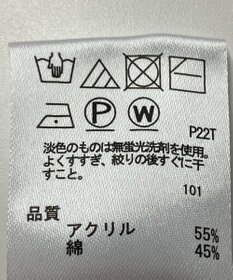 P W
P22T
淡色のものは無蛍光洗剤を使用。
よくすすぎ、絞りの後すぐに干
すこと。
101
品質
アクリル 55%
綿 45%